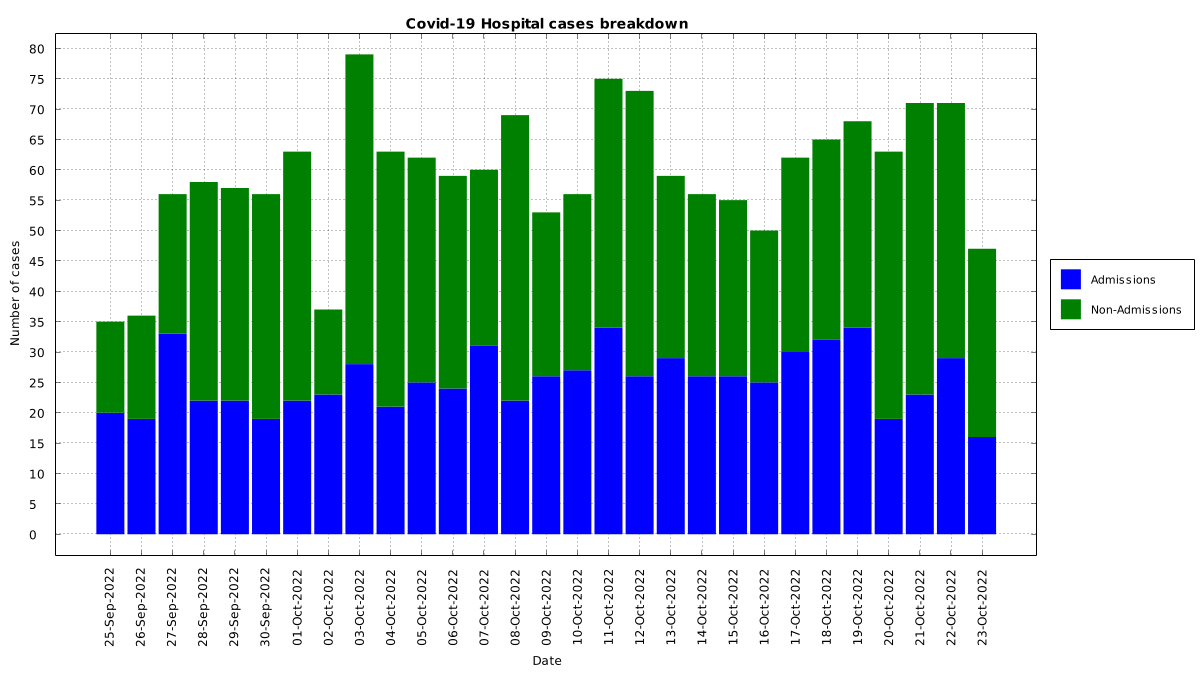 Covid-19 Hospital cases breakdown
80
75
70
65
60
55
50
45
40
35
30
25
20
15
10
5
0
Number of cases
25-Sep-2022
26-Sep-2022
27-Sep-2022
28-Sep-2022
29-Sep-2022
30-Sep-2022
01-Oct-2022
02-Oct-2022
03-Oct-2022
04-Oct-2022
05-Oct-2022
06-Oct-2022
07-Oct-2022
08-Oct-2022
09-Oct-2022
10-Oct-2022
11-Oct-2022
12-Oct-2022
13-Oct-2022
14-Oct-2022
15-Oct-2022
16-Oct-2022
17-Oct-2022
18-Oct-2022
19-Oct-2022
20-Oct-2022
21-Oct-2022
22-Oct-2022
23-Oct-2022
Date
Admissions
Non-Admissions